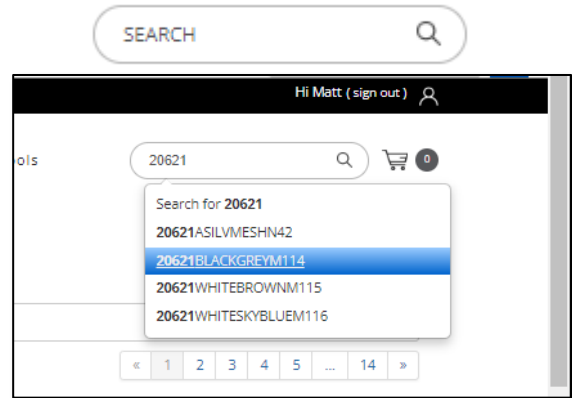 SEARCH
Hi Matt ( sign out )
ools
20621
0
Search for 20621
20621ASILVMESHN42
20621BLACKGREYM114
20621WHITEBROWNM115
20621WHITESKYBLUEM116
« 1 2 3 4 5 ... 14 »